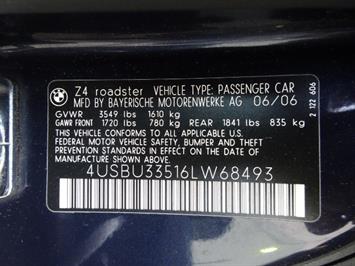 Z4 roadster VEHICLE TYPE: PASSENGER CAR
MFD BY BAYERISCHE MOTORENWERKE AG 06/06
GVWR 3549 lbs 1610 kg
GAWR FRONT 1720 lbs 780 kg REAR 1841 lbs 835 kg
THIS VEHICLE CONFORMS TO ALL APPLICABLE
FEDERAL MOTOR VEHICLE SAFETY, BUMPER AND
THEFT PREVENTION STANDARDS IN EFFECT ON THE
DATE OF MANUFACTURE SHOWN ABOVE.
4USBU33516LW68493
2 122 606